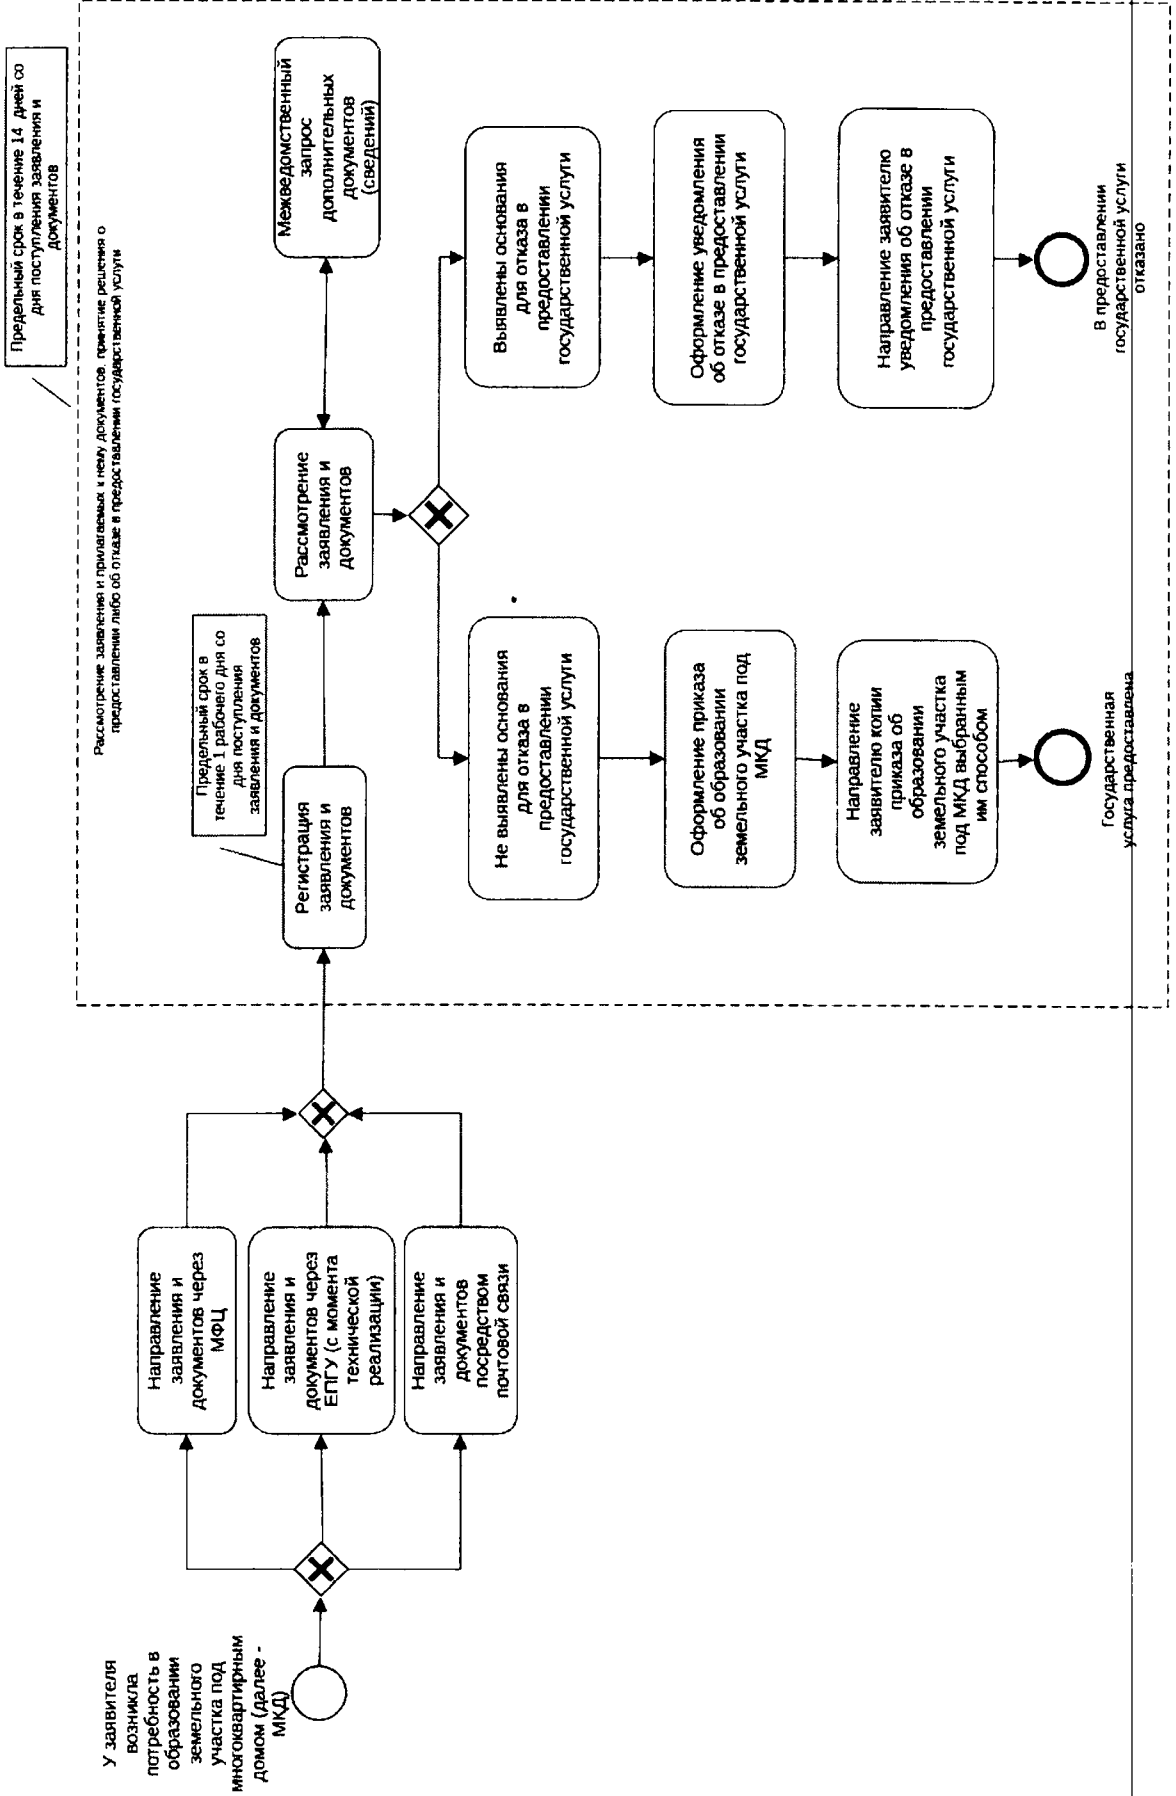 Предельный срок в течение 14 дней со
дня поступления заявления и
документов
Рассмотрение заявления и прилагаемых к нему документов, принятие решения о
предоставлении либо об отказе в предоставлении государственной услуги
У заявителя
возникла
потребность в
образовании
земельного
участка под
многоквартирным
домом (далее -
МКД)
Направление
заявления и
документов через
МФЦ
Направление
заявления и
документов через
ЕПГУ (с момента
технической
реализации)
Направление
заявления и
документов
посредством
почтовой связи
Предельный срок в
течение 1 рабочего дня со
дня поступления
заявления и документов
Регистрация
заявления и
документов
Рассмотрение
заявления и
документов
Межведомственный
запрос
дополнительных
документов
(сведений)
Не выявлены основания
для отказа в
предоставлении
государственной услуги
Оформление приказа
об образовании
земельного участка под
МКД
Направление
заявителю копии
приказа об
образовании
земельного участка
под МКД выбранным
им способом
Государственная
услуга предоставлена
Выявлены основания
для отказа в
предоставлении
государственной услуги
Оформление уведомления
об отказе в предоставлении
государственной услуги
Направление заявителю
уведомления об отказе в
предоставлении
государственной услуги
В предоставлении
государственной услуги
отказано